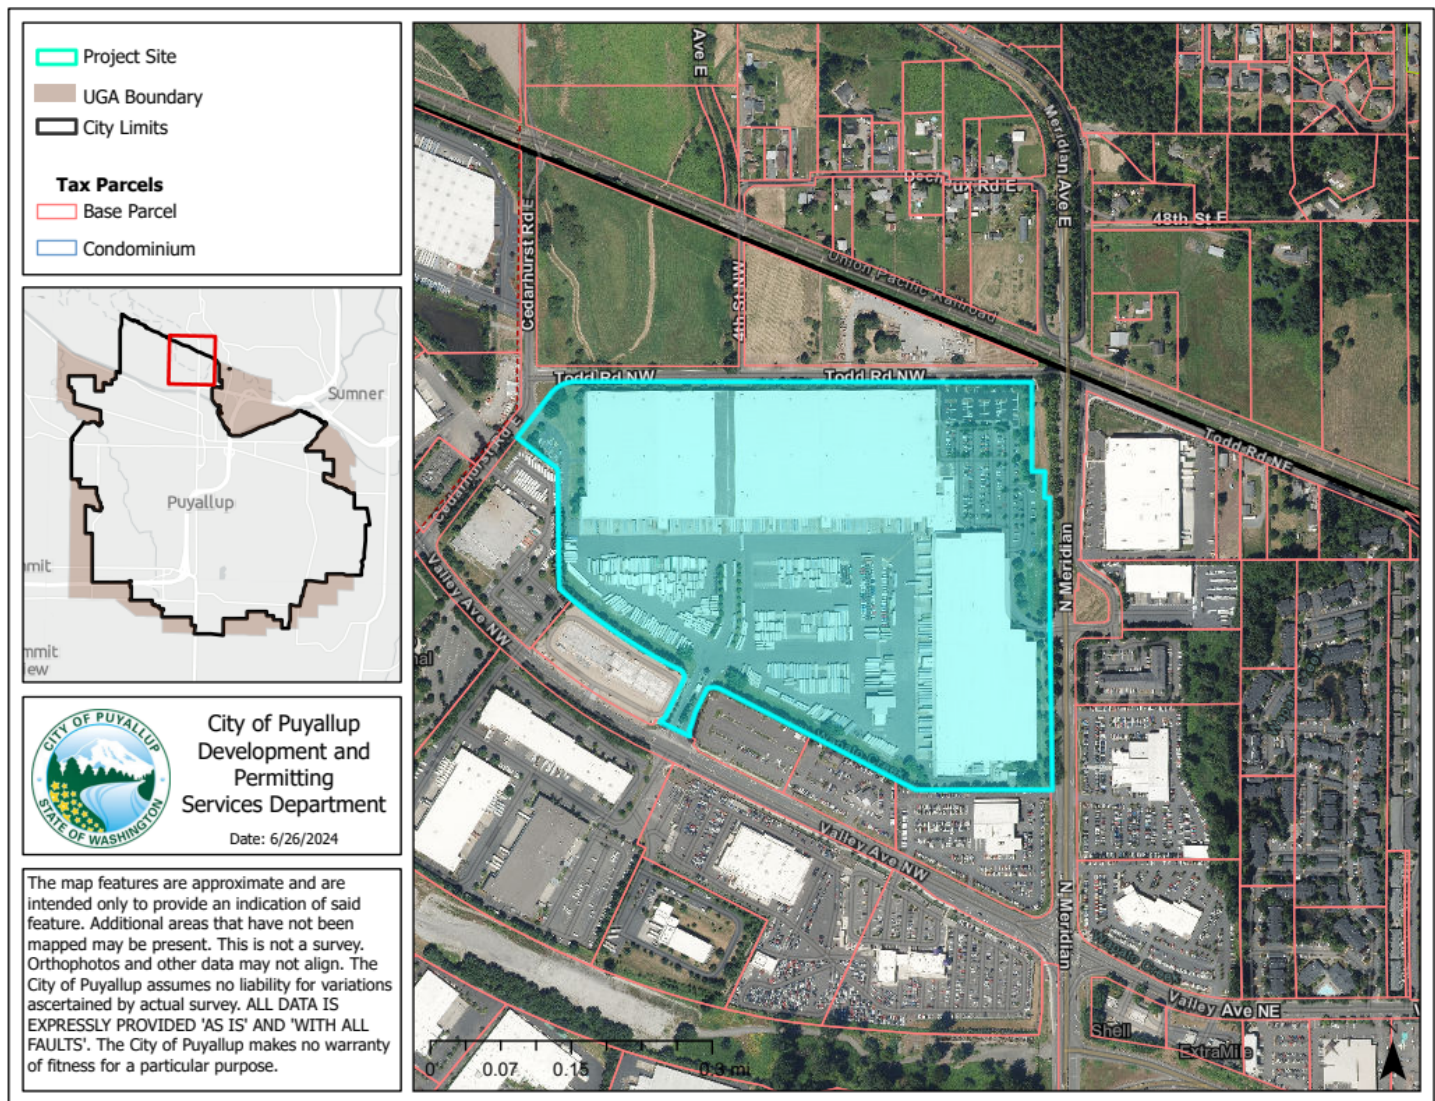 Project Site
UGA Boundary
City Limits
Tax Parcels
Base Parcel
Condominium
Sumner
Puyallup
mit
mmit
iew
CITY OF PUYALLUP
STATE OF WASHINGTON
City of Puyallup
Development and
Permitting
Services Department
Date: 6/26/2024
The map features are approximate and are
intended only to provide an indication of said
feature. Additional areas that have not been
mapped may be present. This is not a survey.
Orthophotos and other data may not align. The
City of Puyallup assumes no liability for variations
ascertained by actual survey. ALL DATA IS
EXPRESSLY PROVIDED 'AS IS' AND 'WITH ALL
FAULTS'. The City of Puyallup makes no warranty
of fitness for a particular purpose.
Ave E
Meridian Ave E
Dechaux Rd E
48th St E
Cedarhurst Rd E
4th St NW
Union Pacific Railroad
Todd Rd NW
Todd Rd NW
Todd Rd NE
Cedarhurst Rd E
N Meridian
Valley Ave NW
nal
Valley Ave NW
N Meridian
Valley Ave NE
Shell
ExtraMile
0
0.07
0.15
0.3 mi